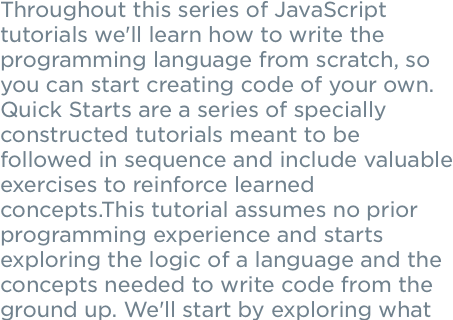 Throughout this series of JavaScript
tutorials we'll learn how to write the
programming language from scratch, so
you can start creating code of your own.
Quick Starts are a series of specially
constructed tutorials meant to be
followed in sequence and include valuable
exercises to reinforce learned
concepts.This tutorial assumes no prior
programming experience and starts
exploring the logic of a language and the
concepts needed to write code from the
ground up. We'll start by exploring what